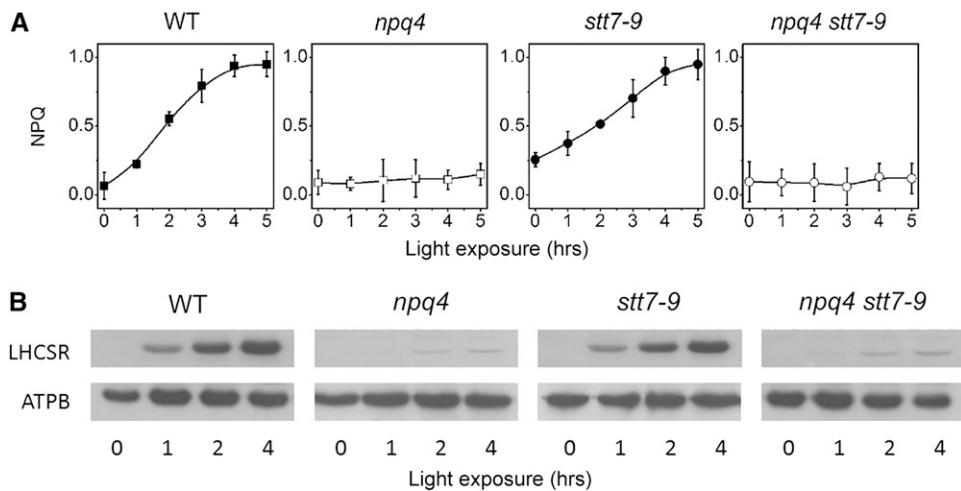 A
WT npq4 stt7-9 npq4 stt7-9
NPQ
1.0 1.0 1.0 1.0
0.5 0.5 0.5 0.5
0.0 0.0 0.0 0.0
0 1 2 3 4 5 0 1 2 3 4 5 0 1 2 3 4 5 0 1 2 3 4 5
Light exposure (hrs) Light exposure (hrs)
B
WT npq4 stt7-9 npq4 stt7-9
LHCSR
ATPB
0 1 2 4 0 1 2 4 0 1 2 4 0 1 2 4
Light exposure (hrs)